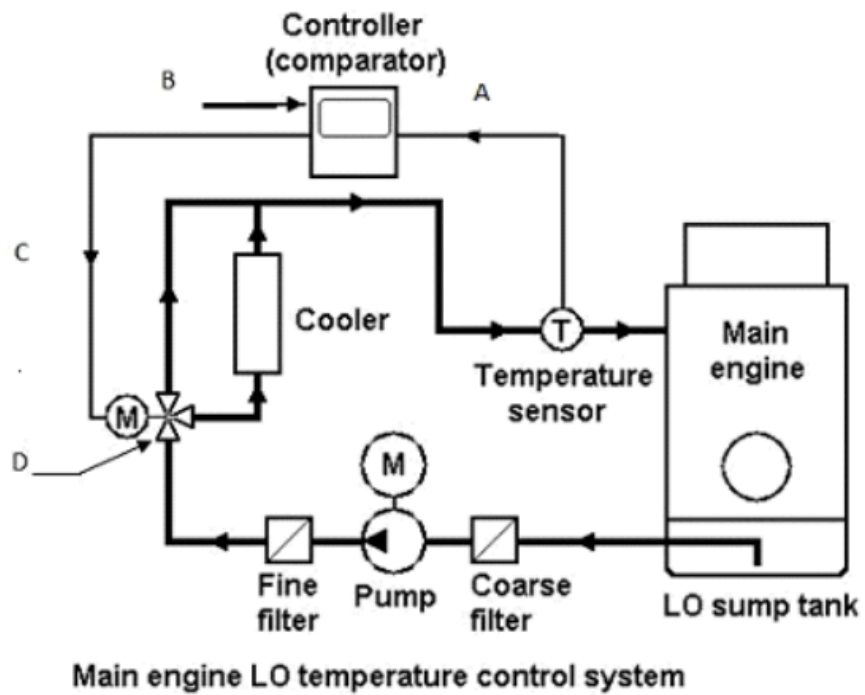 Controller
(comparator)
B
A
C
Cooler
T
Temperature
sensor
Main
engine
M
D
M
Fine
filter
Pump
Coarse
filter
LO sump tank
Main engine LO temperature control system